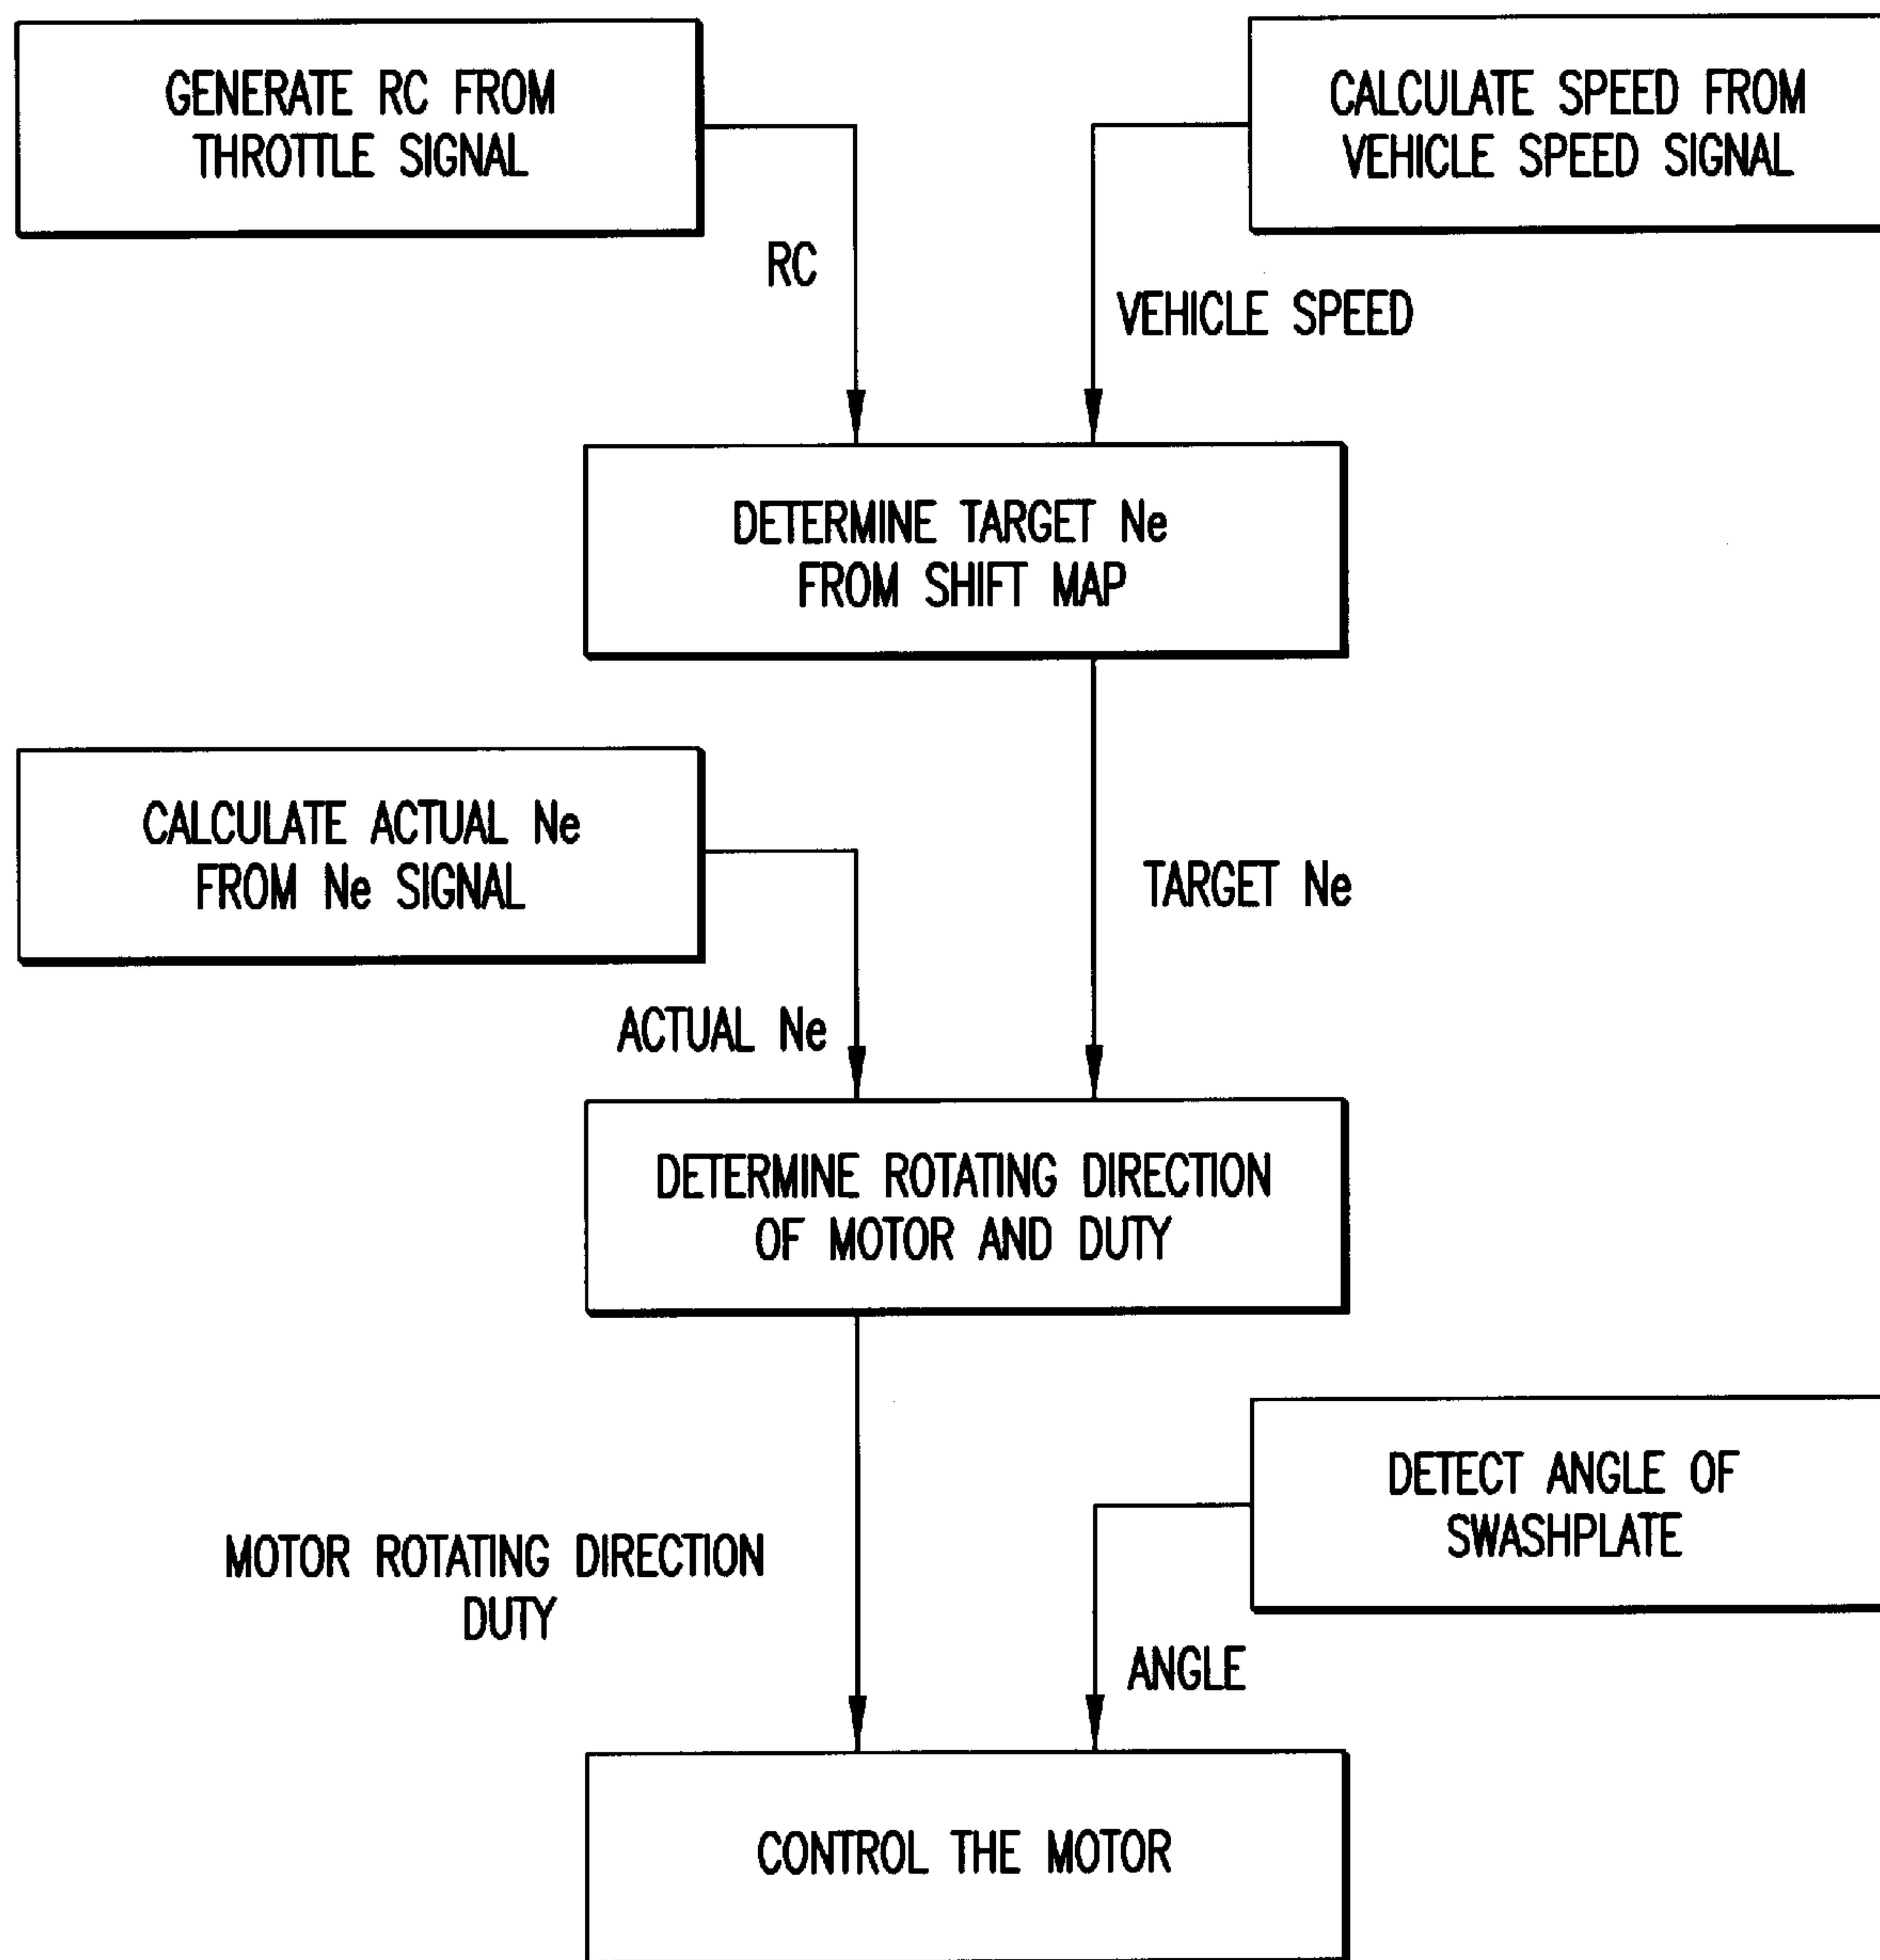 GENERATE RC FROM
THROTTLE SIGNAL
CALCULATE SPEED FROM
VEHICLE SPEED SIGNAL
RC
VEHICLE SPEED
DETERMINE TARGET Ne
FROM SHIFT MAP
CALCULATE ACTUAL Ne
FROM Ne SIGNAL
TARGET Ne
ACTUAL Ne
DETERMINE ROTATING DIRECTION
OF MOTOR AND DUTY
DETECT ANGLE OF
SWASHPLATE
MOTOR ROTATING DIRECTION
DUTY
ANGLE
CONTROL THE MOTOR